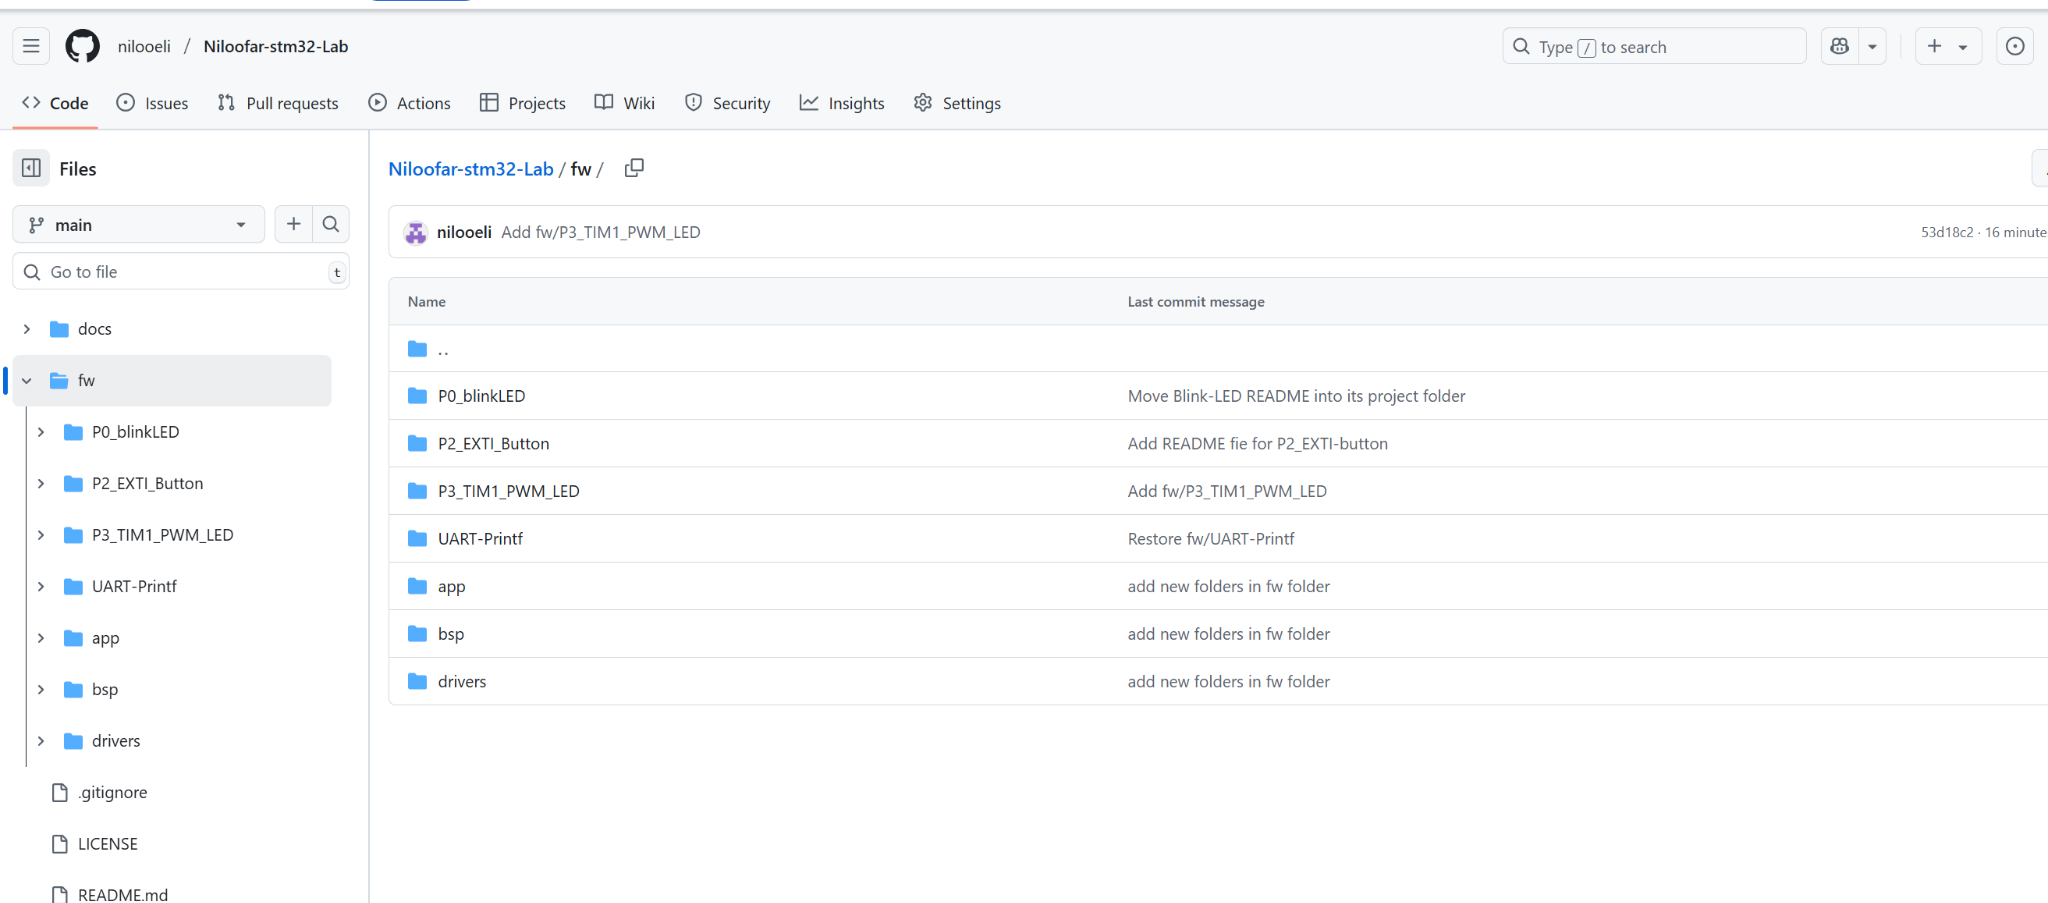 nilooeli / Niloofar-stm32-Lab
Type / to search
Code Issues Pull requests Actions Projects Wiki Security Insights Settings
Files
main
Go to file t
docs
fw
P0_blinkLED
P2_EXTI_Button
P3_TIM1_PWM_LED
UART-Printf
app
bsp
drivers
.gitignore
LICENSE
README.md
Niloofar-stm32-Lab / fw /
nilooeli Add fw/P3_TIM1_PWM_LED 53d18c2 · 16 minute
Name Last commit message
..
P0_blinkLED Move Blink-LED README into its project folder
P2_EXTI_Button Add README fie for P2_EXTI-button
P3_TIM1_PWM_LED Add fw/P3_TIM1_PWM_LED
UART-Printf Restore fw/UART-Printf
app add new folders in fw folder
bsp add new folders in fw folder
drivers add new folders in fw folder